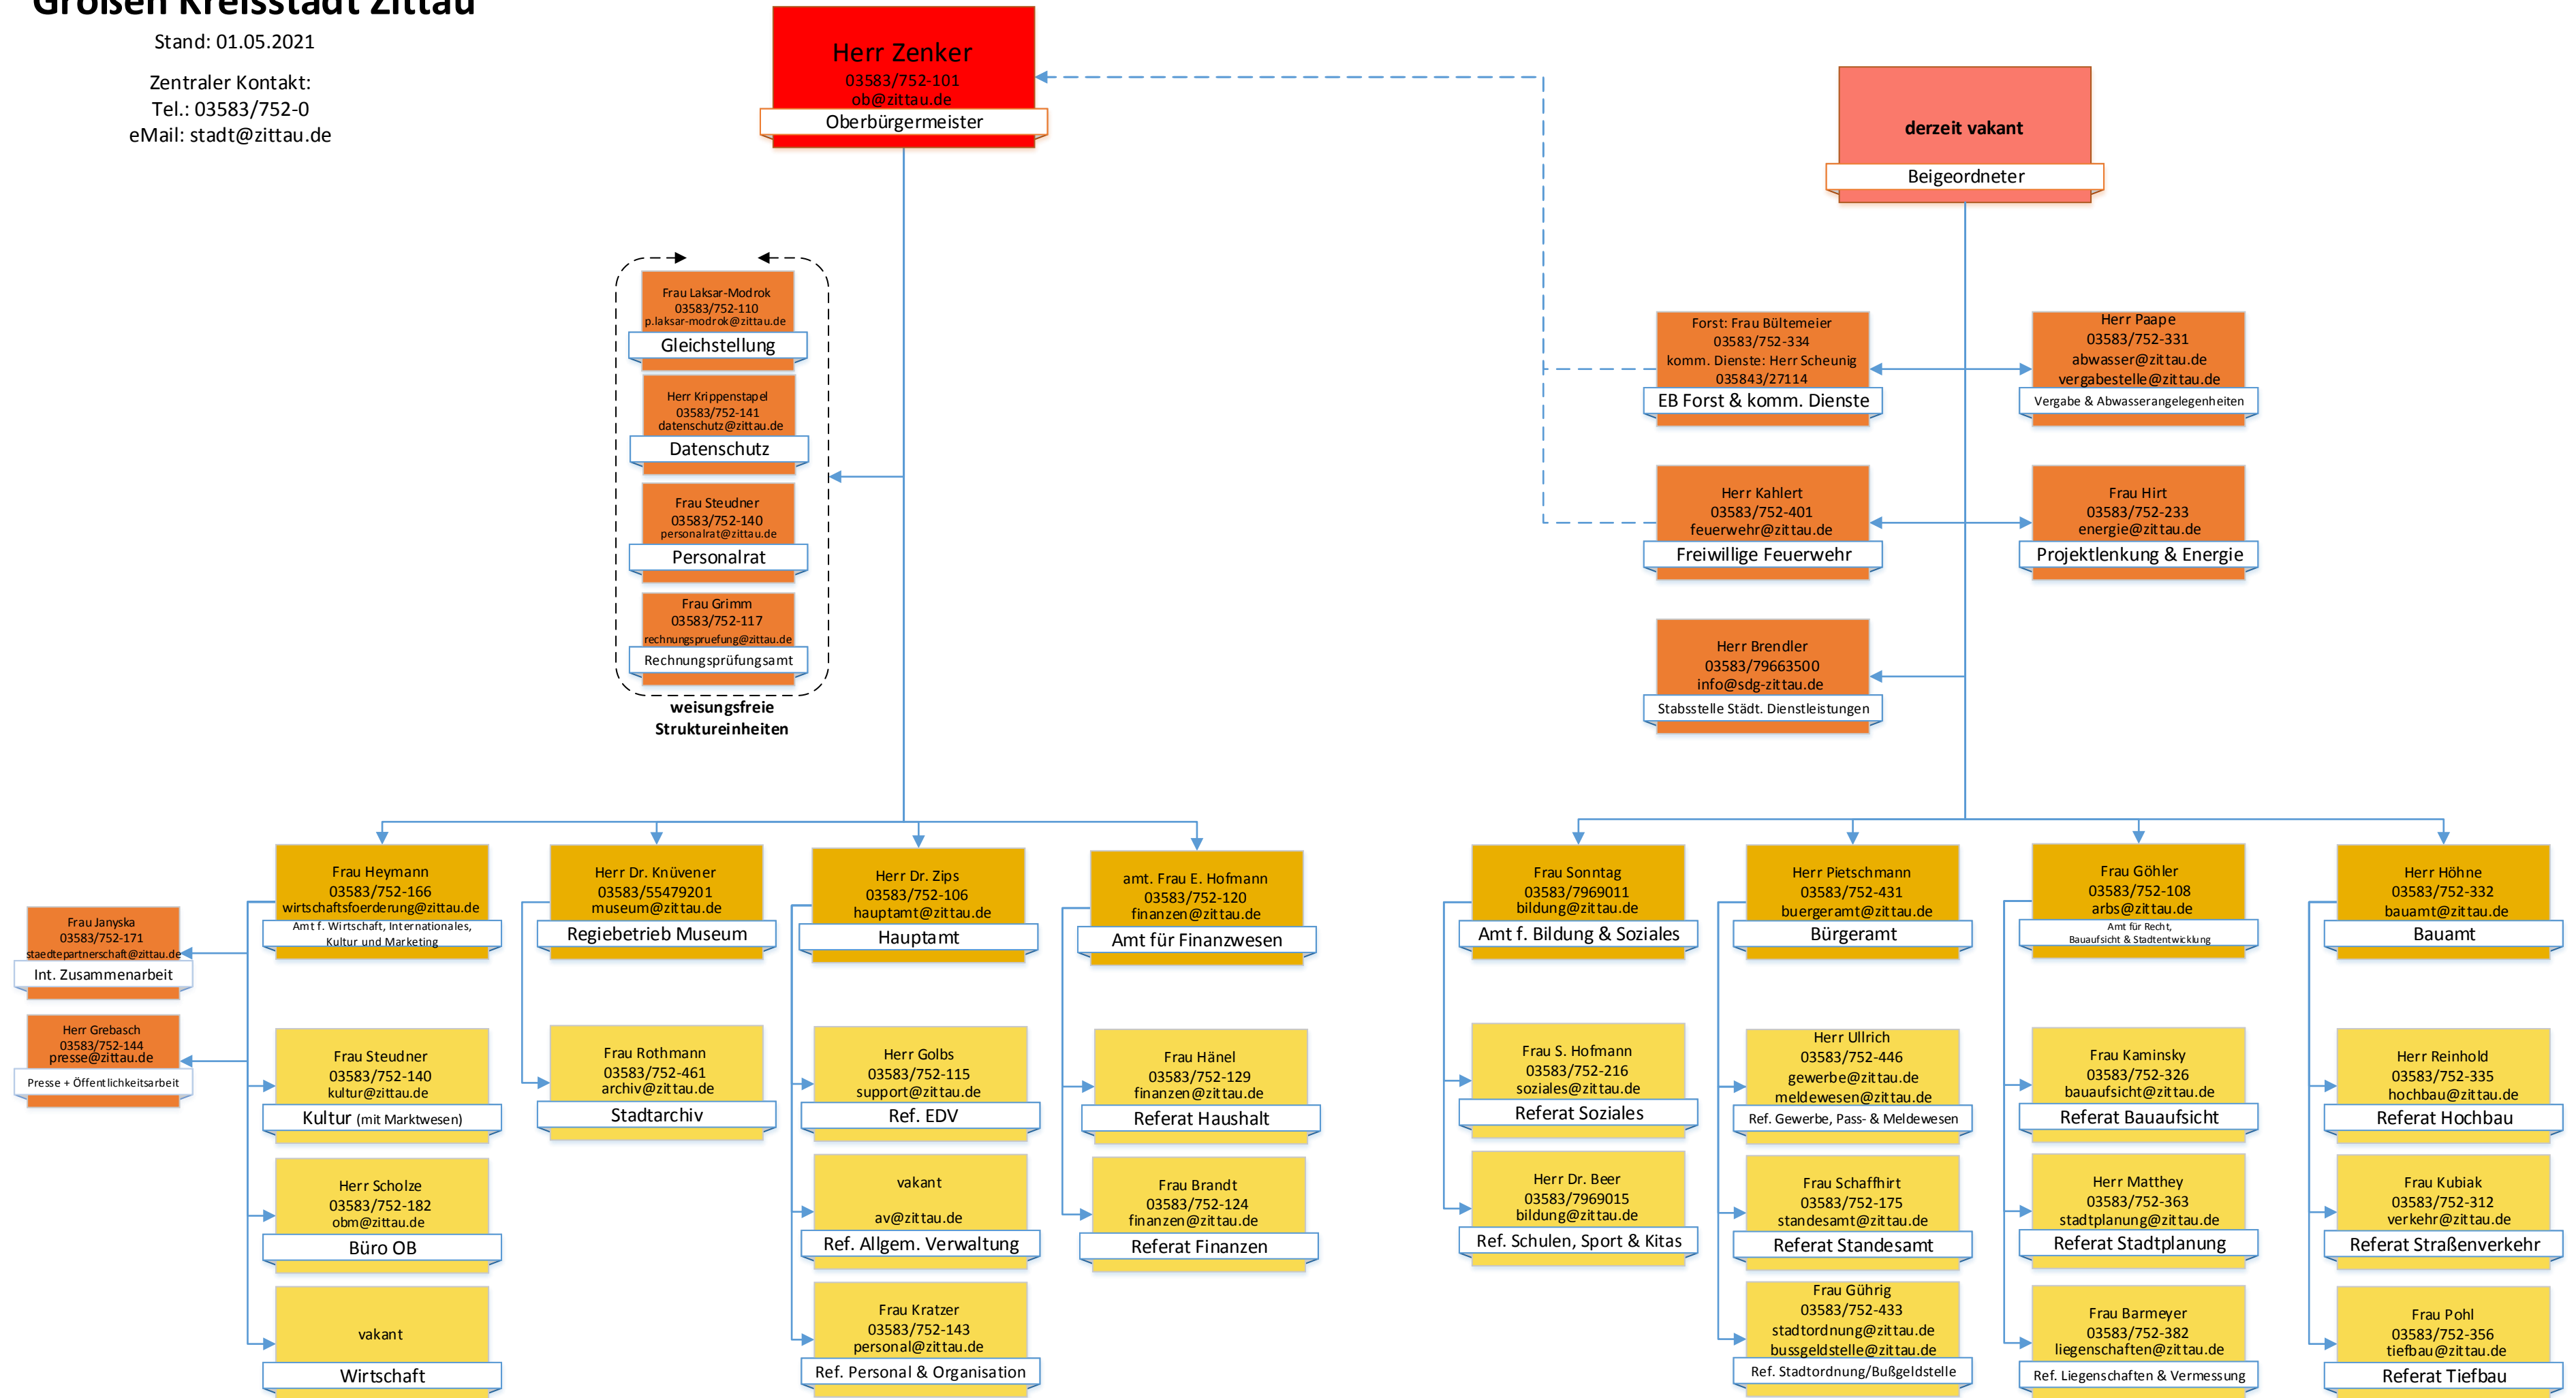 Großen Kreisstadt Zittau
Stand: 01.05.2021
Zentraler Kontakt:
Tel.: 03583/752-0
eMail: stadt@zittau.de
Herr Zenker
03583/752-101
ob@zittau.de
Oberbürgermeister
derzeit vakant
Beigeordneter
Frau Laksar-Modrok
03583/752-110
p.laksar-modrok@zittau.de
Gleichstellung
Herr Krippenstapel
03583/752-141
datenschutz@zittau.de
Datenschutz
Frau Steudner
03583/752-140
personalrat@zittau.de
Personalrat
Frau Grimm
03583/752-117
rechnungspruefung@zittau.de
Rechnungsprüfungsamt
weisungsfreie
Struktureinheiten
Forst: Frau Bültemeier
03583/752-334
komm. Dienste: Herr Scheunig
035843/27114
EB Forst & komm. Dienste
Herr Paape
03583/752-331
abwasser@zittau.de
vergabestelle@zittau.de
Vergabe & Abwasserangelegenheiten
Herr Kahlert
03583/752-401
feuerwehr@zittau.de
Freiwillige Feuerwehr
Frau Hirt
03583/752-233
energie@zittau.de
Projektlenkung & Energie
Herr Brendler
03583/79663500
info@sdg-zittau.de
Stabsstelle Städt. Dienstleistungen
Frau Heymann
03583/752-166
wirtschaftsfoerderung@zittau.de
Amt f. Wirtschaft, Internationales,
Kultur und Marketing
Frau Janyska
03583/752-171
staedtepartnerschaft@zittau.de
Int. Zusammenarbeit
Herr Grebasch
03583/752-144
presse@zittau.de
Presse + Öffentlichkeitsarbeit
Frau Steudner
03583/752-140
kultur@zittau.de
Kultur (mit Marktwesen)
Herr Scholze
03583/752-182
obm@zittau.de
Büro OB
vakant
Wirtschaft
Herr Dr. Knüvener
03583/55479201
museum@zittau.de
Regiebetrieb Museum
Frau Rothmann
03583/752-461
archiv@zittau.de
Stadtarchiv
Herr Dr. Zips
03583/752-106
hauptamt@zittau.de
Hauptamt
Herr Golbs
03583/752-115
support@zittau.de
Ref. EDV
vakant
av@zittau.de
Ref. Allgem. Verwaltung
Frau Kratzer
03583/752-143
personal@zittau.de
Ref. Personal & Organisation
amt. Frau E. Hofmann
03583/752-120
finanzen@zittau.de
Amt für Finanzwesen
Frau Hänel
03583/752-129
finanzen@zittau.de
Referat Haushalt
Frau Brandt
03583/752-124
finanzen@zittau.de
Referat Finanzen
Frau Sonntag
03583/7969011
bildung@zittau.de
Amt f. Bildung & Soziales
Frau S. Hofmann
03583/752-216
soziales@zittau.de
Referat Soziales
Herr Dr. Beer
03583/7969015
bildung@zittau.de
Ref. Schulen, Sport & Kitas
Herr Pietschmann
03583/752-431
buergeramt@zittau.de
Bürgeramt
Herr Ullrich
03583/752-446
gewerbe@zittau.de
meldewesen@zittau.de
Ref. Gewerbe, Pass- & Meldewesen
Frau Schaffhirt
03583/752-175
standesamt@zittau.de
Referat Standesamt
Frau Gührig
03583/752-433
stadtordnung@zittau.de
bussgeldstelle@zittau.de
Ref. Stadtordnung/Bußgeldstelle
Frau Göhler
03583/752-108
arbs@zittau.de
Amt für Recht,
Bauaufsicht & Stadtentwicklung
Frau Kaminsky
03583/752-326
bauaufsicht@zittau.de
Referat Bauaufsicht
Herr Matthey
03583/752-363
stadtplanung@zittau.de
Referat Stadtplanung
Frau Barmeyer
03583/752-382
liegenschaften@zittau.de
Ref. Liegenschaften & Vermessung
Herr Höhne
03583/752-332
bauamt@zittau.de
Bauamt
Herr Reinhold
03583/752-335
hochbau@zittau.de
Referat Hochbau
Frau Kubiak
03583/752-312
verkehr@zittau.de
Referat Straßenverkehr
Frau Pohl
03583/752-356
tiefbau@zittau.de
Referat Tiefbau